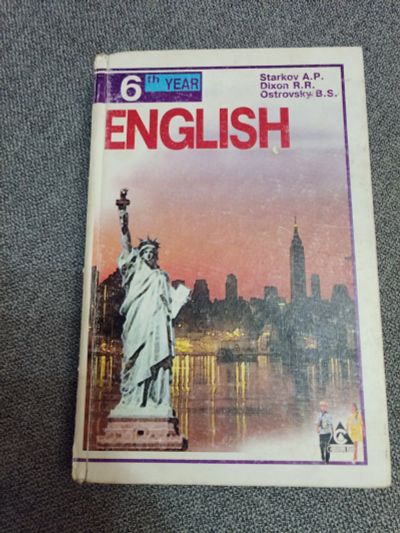 6th YEAR
Starkov A.P.
Dixon R.R.
Ostrovsky B.S.
ENGLISH